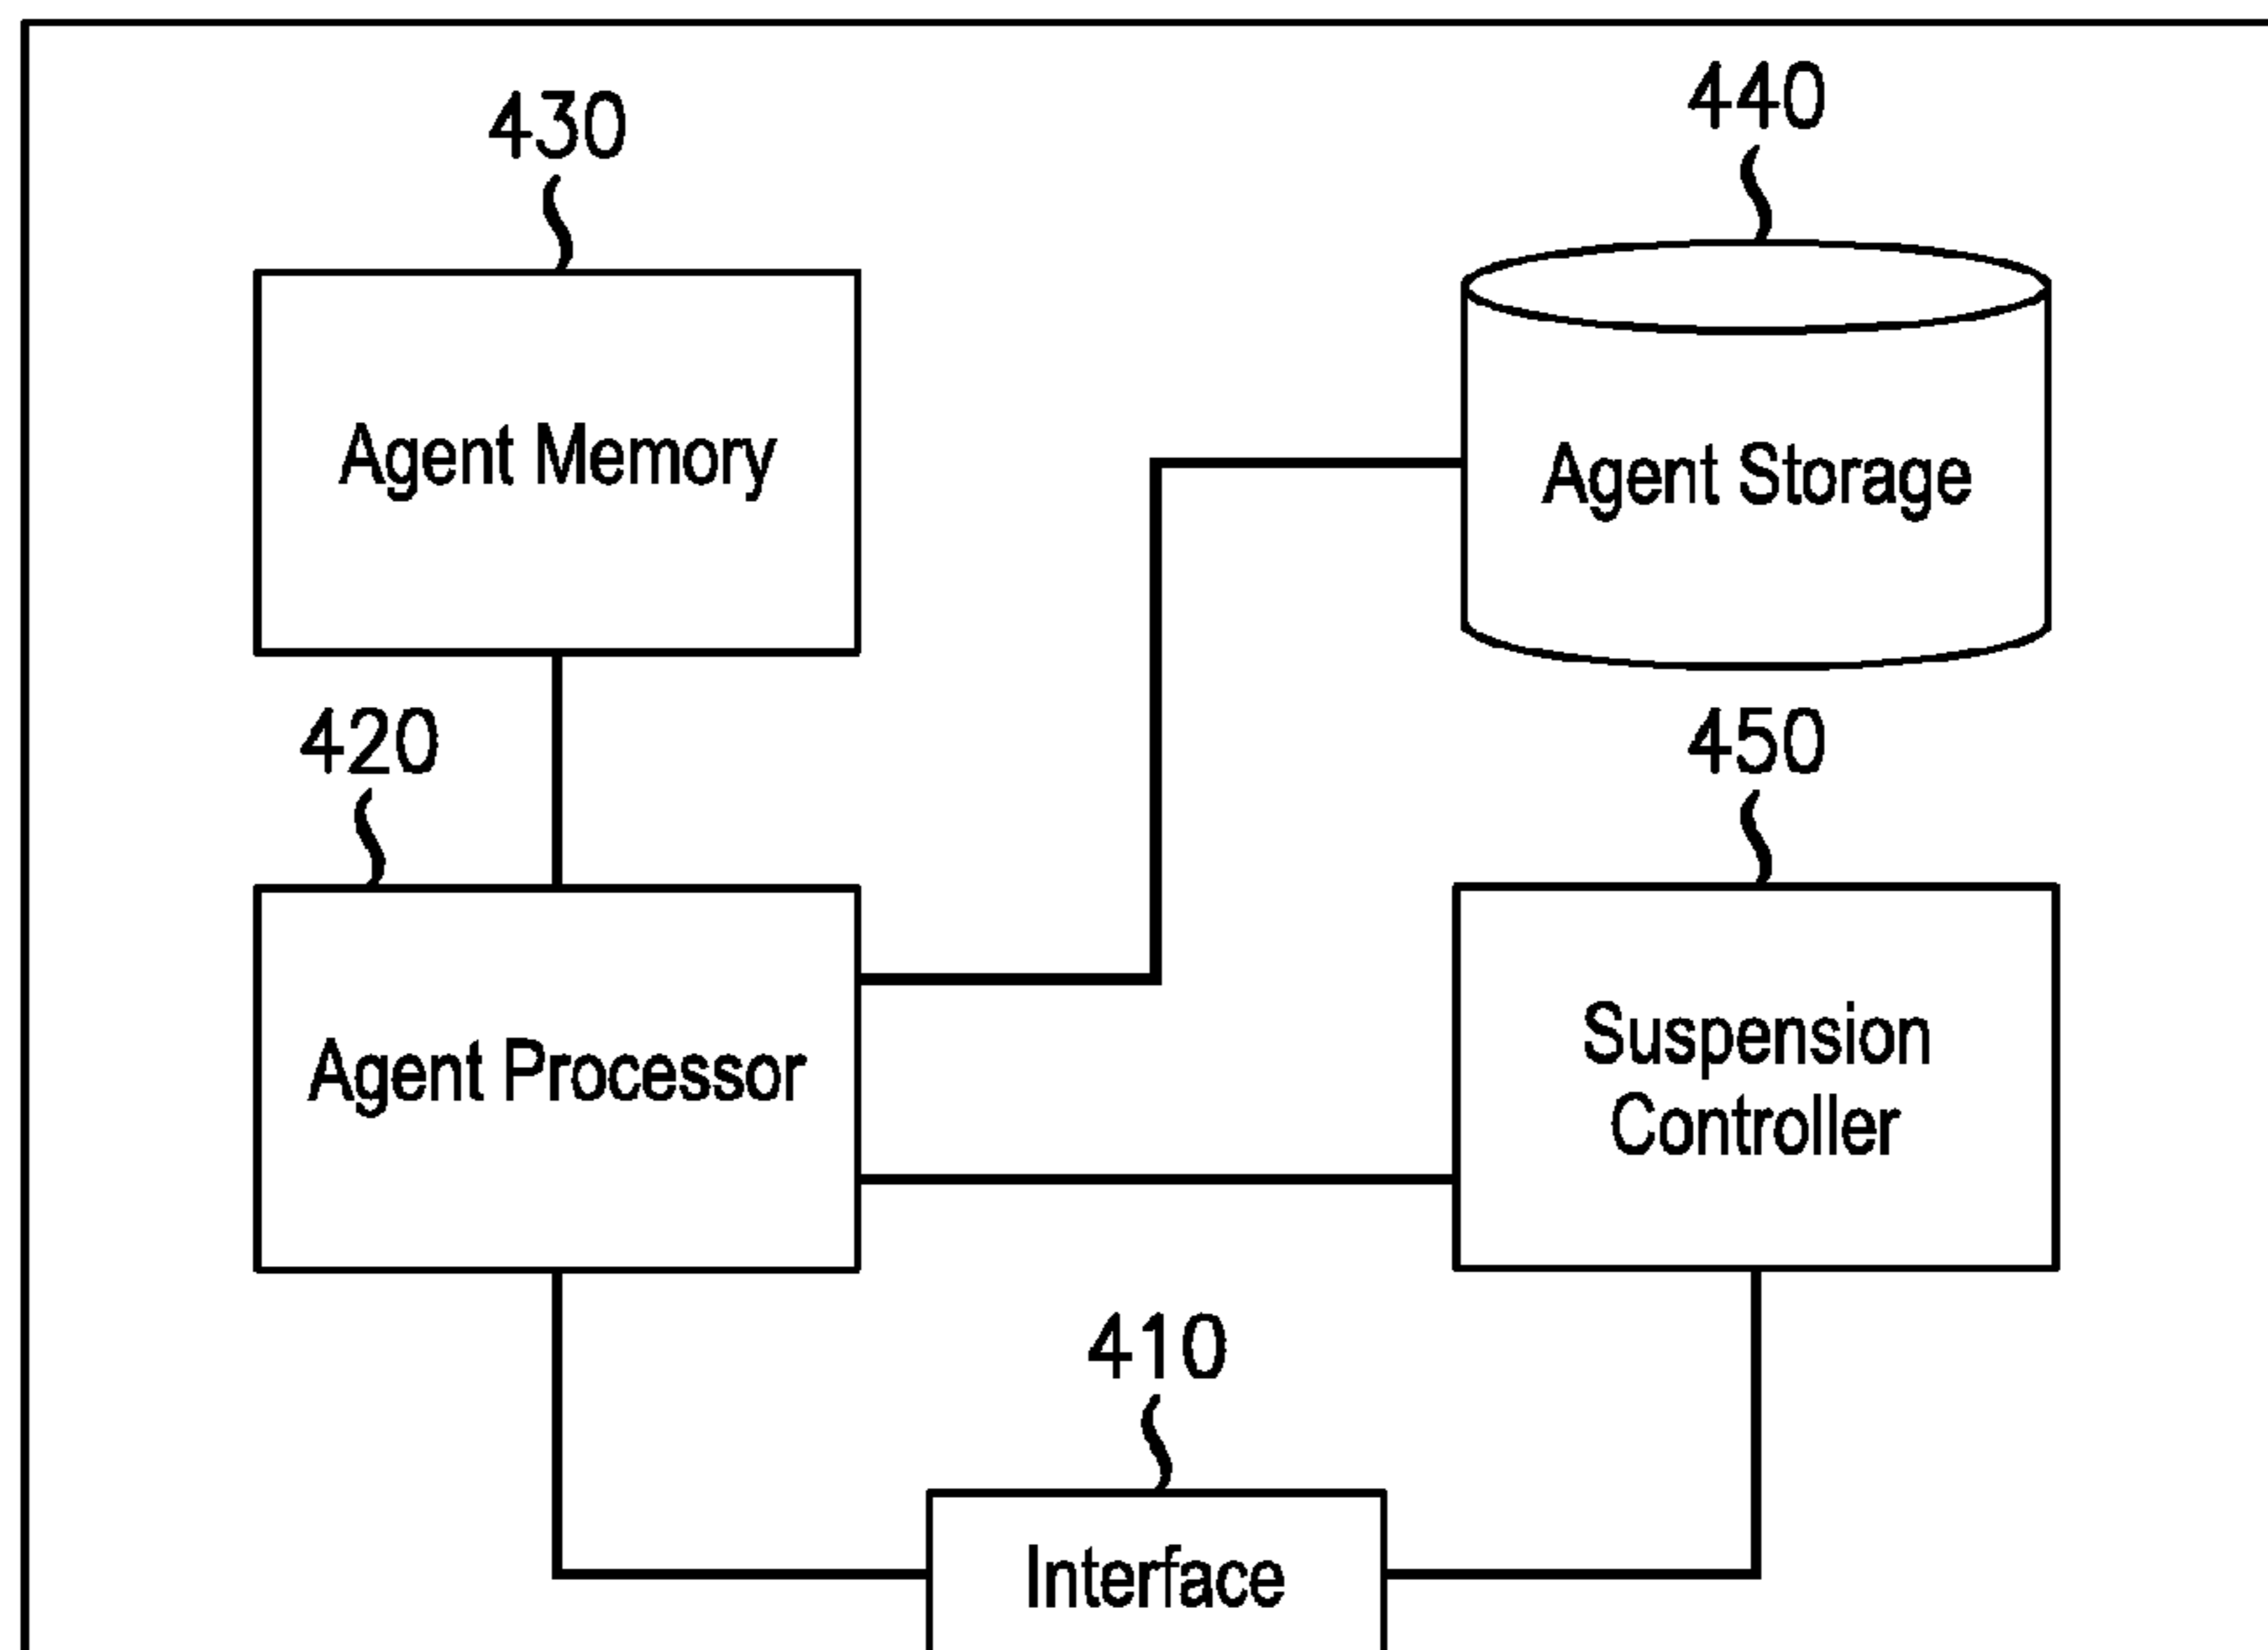 430
440
Agent Memory
Agent Storage
420
450
Agent Processor
Suspension
Controller
410
Interface